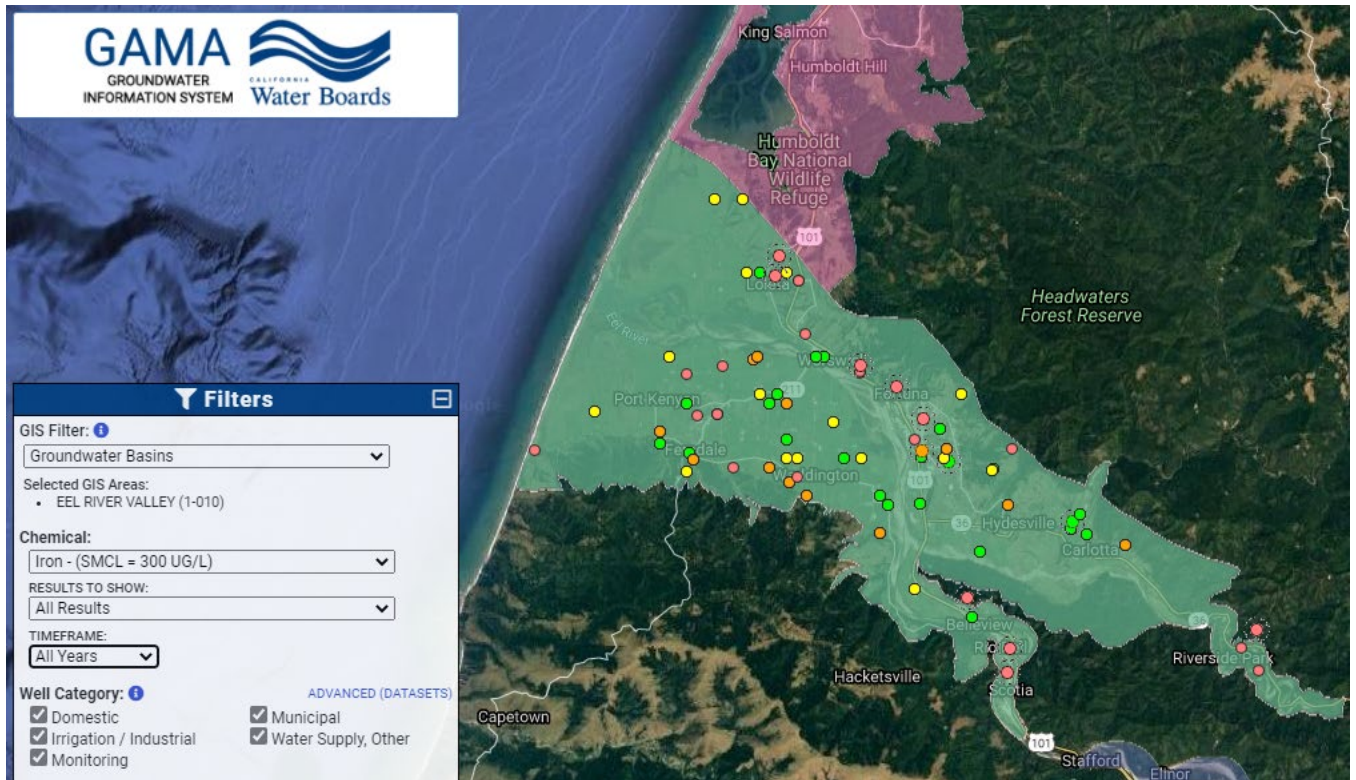 GAMA
GROUNDWATER
INFORMATION SYSTEM
CALIFORNIA
Water Boards
King Salmon
Humboldt Hill
Humboldt
Bay National
Wildlife
Refuge
101
Headwaters
Forest Reserve
Loleta
Eel River
Fortuna
211
Port Kenyon
Ferndale
Waddington
101
36
Hydesville
Carlotta
Belleview
Scotia
36
Riverside Park
Hacketsville
Capetown
101
Stafford
Elinor
Filters
GIS Filter:
Groundwater Basins
Selected GIS Areas:
• EEL RIVER VALLEY (1-010)
Chemical:
Iron - (SMCL = 300 UG/L)
RESULTS TO SHOW:
All Results
TIMEFRAME:
All Years
Well Category:
ADVANCED (DATASETS)
Domestic
Municipal
Irrigation / Industrial
Water Supply, Other
Monitoring